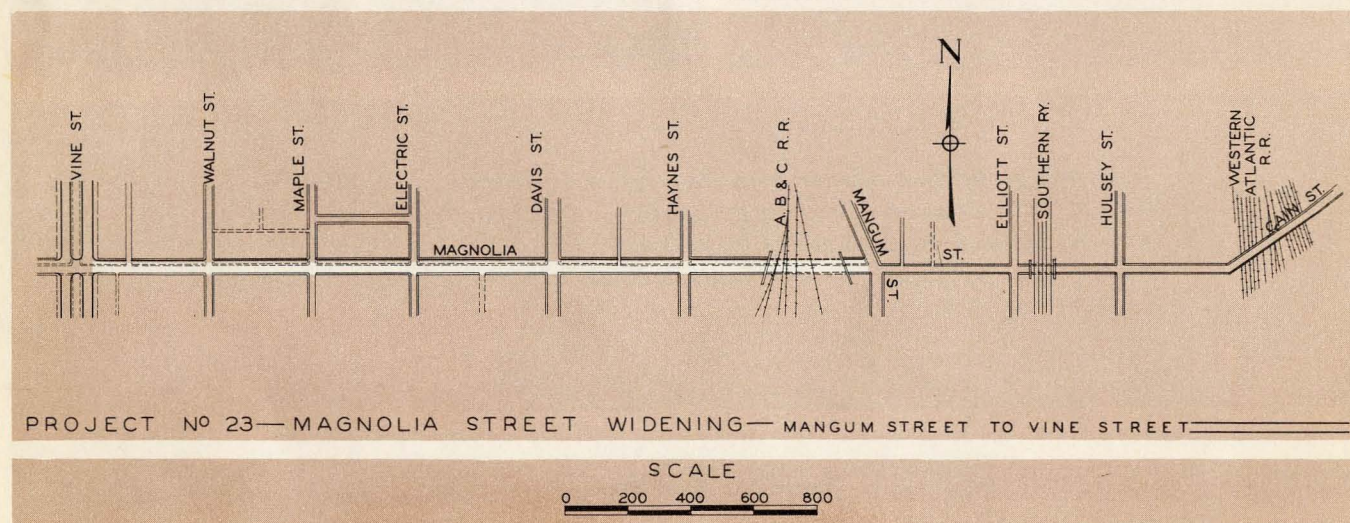 N
VINE ST.
WALNUT ST.
MAPLE ST.
ELECTRIC ST.
DAVIS ST.
HAYNES ST.
A B & C R. R.
MANGUM
ST.
ELLIOTT ST.
SOUTHERN RY.
HULSEY ST.
WESTERN
ATLANTIC
R. R.
CAIN ST.
MAGNOLIA
ST.
PROJECT Nº 23—MAGNOLIA STREET WIDENING—MANGUM STREET TO VINE STREET
SCALE
0 200 400 600 800